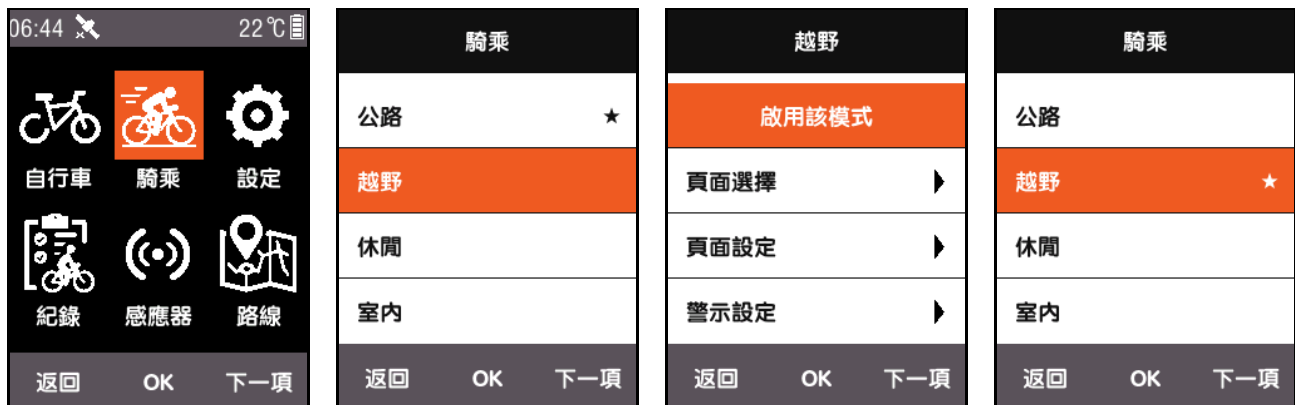 06:44 22℃
自行車 騎乘 設定
紀錄 感應器 路線
返回 OK 下一項
騎乘
公路 ★
越野
休閒
室内
返回 OK 下一項
越野
啟用該模式
頁面選擇
頁面設定
警示設定
返回 OK 下一項
騎乘
公路
越野 ★
休閒
室内
返回 OK 下一項